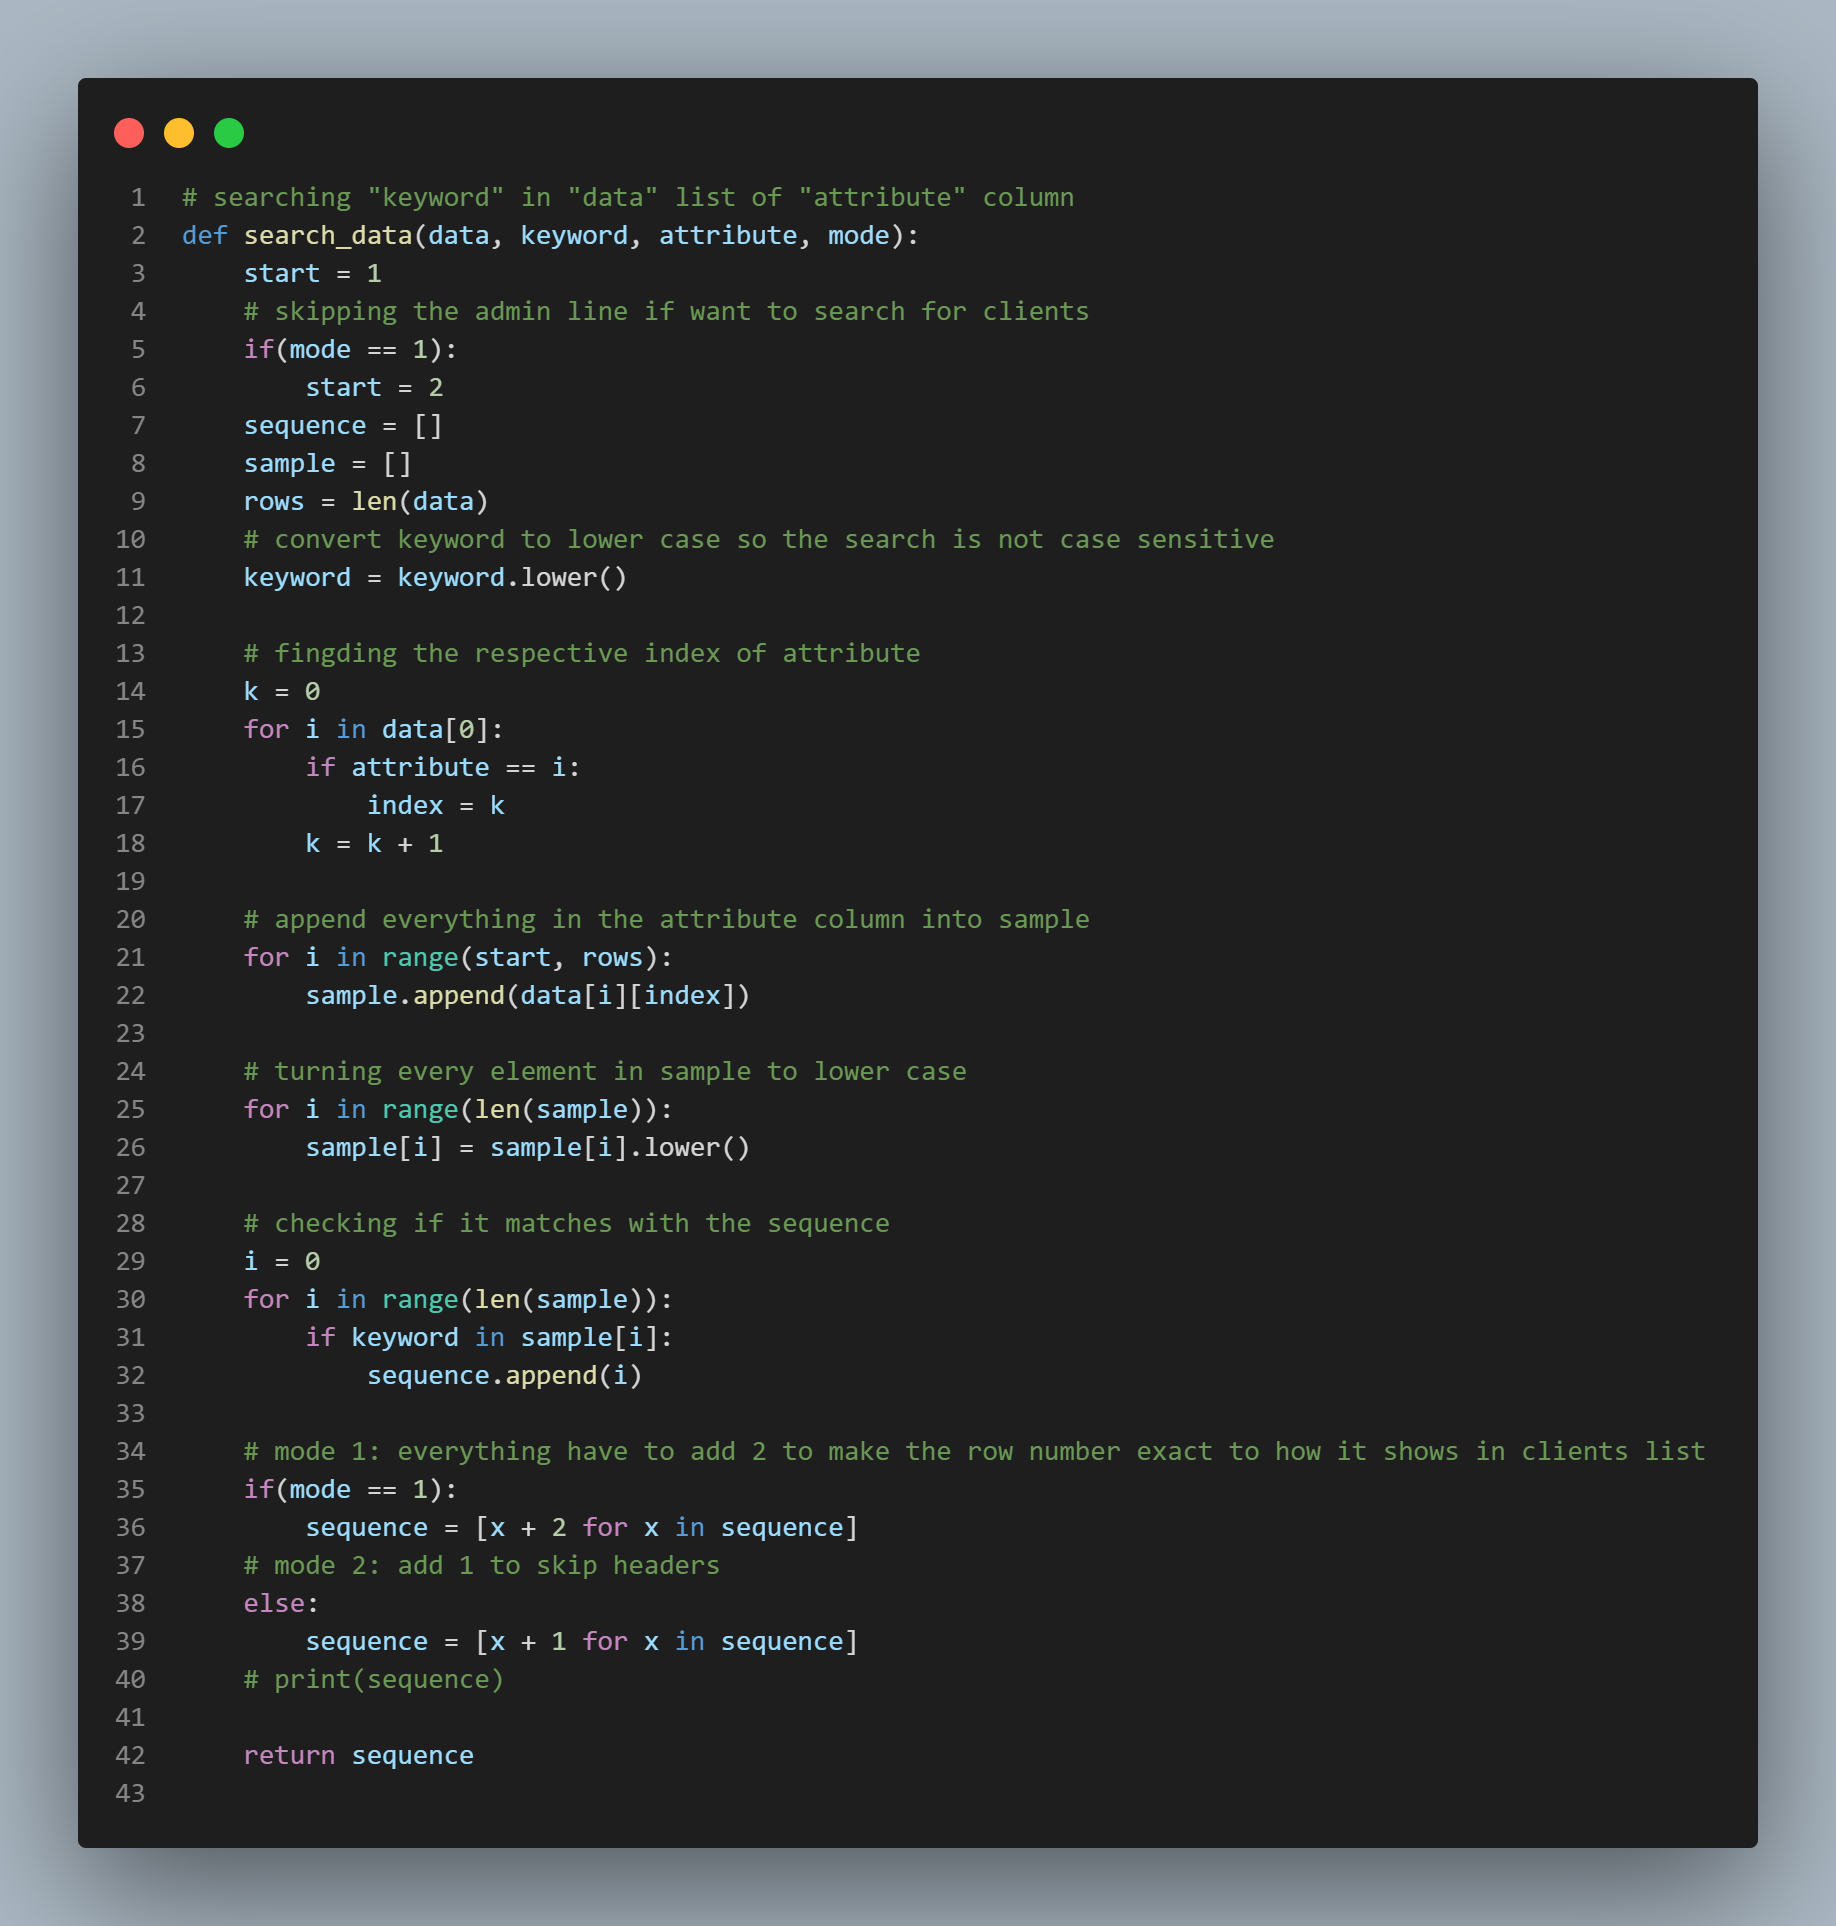 1 # searching "keyword" in "data" list of "attribute" column
2 def search_data(data, keyword, attribute, mode):
3     start = 1
4     # skipping the admin line if want to search for clients
5     if(mode == 1):
6         start = 2
7     sequence = []
8     sample = []
9     rows = len(data)
10     # convert keyword to lower case so the search is not case sensitive
11     keyword = keyword.lower()
12
13     # fingding the respective index of attribute
14     k = 0
15     for i in data[0]:
16         if attribute == i:
17             index = k
18         k = k + 1
19
20     # append everything in the attribute column into sample
21     for i in range(start, rows):
22         sample.append(data[i][index])
23
24     # turning every element in sample to lower case
25     for i in range(len(sample)):
26         sample[i] = sample[i].lower()
27
28     # checking if it matches with the sequence
29     i = 0
30     for i in range(len(sample)):
31         if keyword in sample[i]:
32             sequence.append(i)
33
34     # mode 1: everything have to add 2 to make the row number exact to how it shows in clients list
35     if(mode == 1):
36         sequence = [x + 2 for x in sequence]
37     # mode 2: add 1 to skip headers
38     else:
39         sequence = [x + 1 for x in sequence]
40     # print(sequence)
41
42     return sequence
43